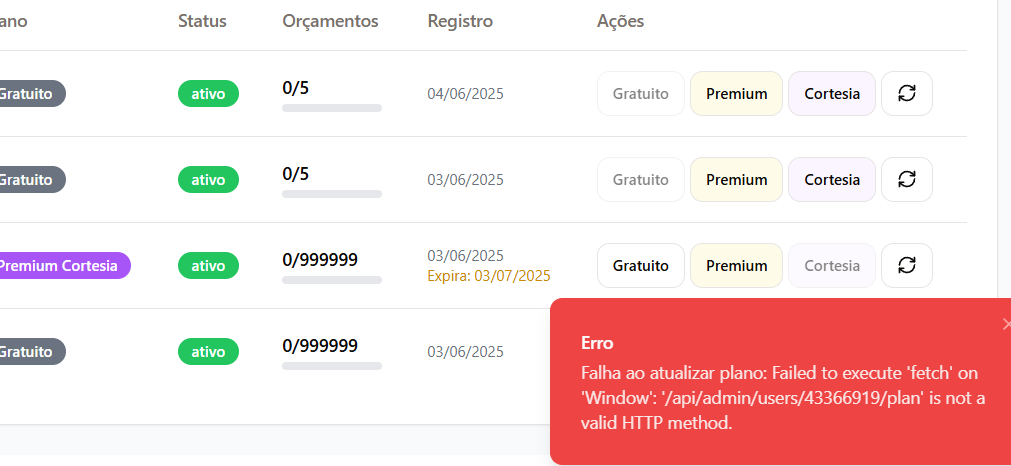 ano Status Orçamentos Registro Ações
Gratuito ativo 0/5 04/06/2025 Gratuito Premium Cortesia
Gratuito ativo 0/5 03/06/2025 Gratuito Premium Cortesia
Premium Cortesia ativo 0/999999 03/06/2025 Gratuito Premium Cortesia
Expira: 03/07/2025
Gratuito ativo 0/999999 03/06/2025
Erro
Falha ao atualizar plano: Failed to execute 'fetch' on
'Window': '/api/admin/users/43366919/plan' is not a
valid HTTP method.